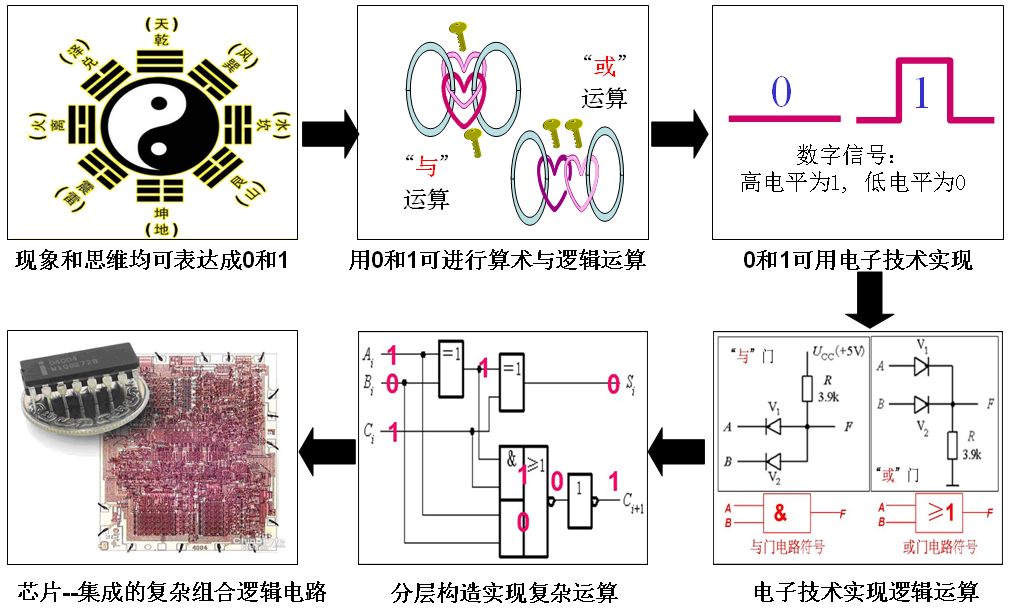 (天)
乾
(海兑)
(风巽)
(火)离
坎(水)
震(雷)
艮(山)
坤
(地)
现象和思维均可表达成0和1
“或”
运算
“与”
运算
用0和1可进行算术与逻辑运算
0
1
数字信号:
高电平为1, 低电平为0
0和1可用电子技术实现
D4004
芯片--集成的复杂组合逻辑电路
4004
Ai 1
=1
1
=1
Bi 0
0 Si
Ci 1
&
≥1
1
0
1
1
Ci+1
0
分层构造实现复杂运算
“与”门
UCC(+5V)
R
3.9k
V1
A
F
B
V2
V1
A
B
F
V2
R
3.9k
“或”门
A
B
&
F
与门电路符号
A
B
≥1
F
或门电路符号
电子技术实现逻辑运算